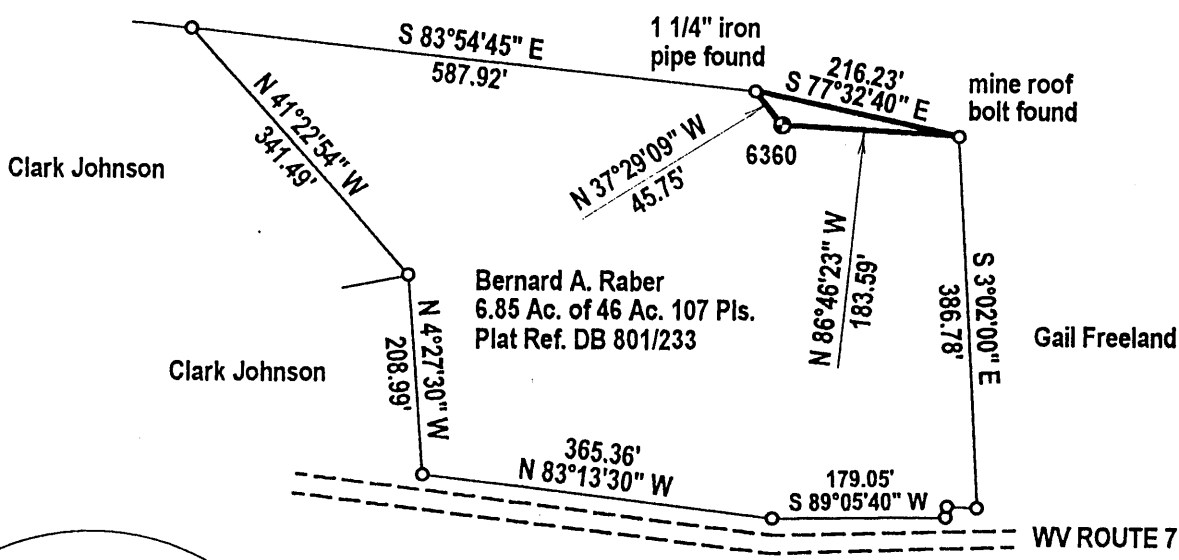 S 83°54'45" E
587.92'
1 1/4" iron
pipe found
216.23'
S 77°32'40" E
mine roof
bolt found
N 41°22'54" W
341.49'
Clark Johnson
N 37°29'09" W
45.75'
6360
N 86°46'23" W
183.59'
S 3°02'00" E
386.78'
Gail Freeland
Bernard A. Raber
6.85 Ac. of 46 Ac. 107 Pls.
Plat Ref. DB 801/233
Clark Johnson
N 4°27'30" W
208.99'
365.36'
N 83°13'30" W
179.05'
S 89°05'40" W
WV ROUTE 7